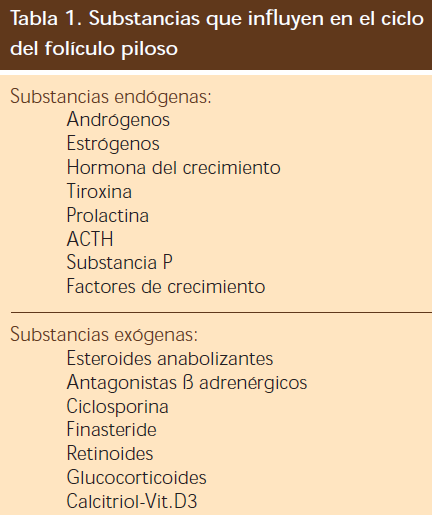 Tabla 1. Substancias que influyen en el ciclo
del folículo piloso
Substancias endógenas:
Andrógenos
Estrógenos
Hormona del crecimiento
Tiroxina
Prolactina
ACTH
Substancia P
Factores de crecimiento
Substancias exógenas:
Esteroides anabolizantes
Antagonistas ß adrenérgicos
Ciclosporina
Finasteride
Retinoides
Glucocorticoides
Calcitriol-Vit.D3